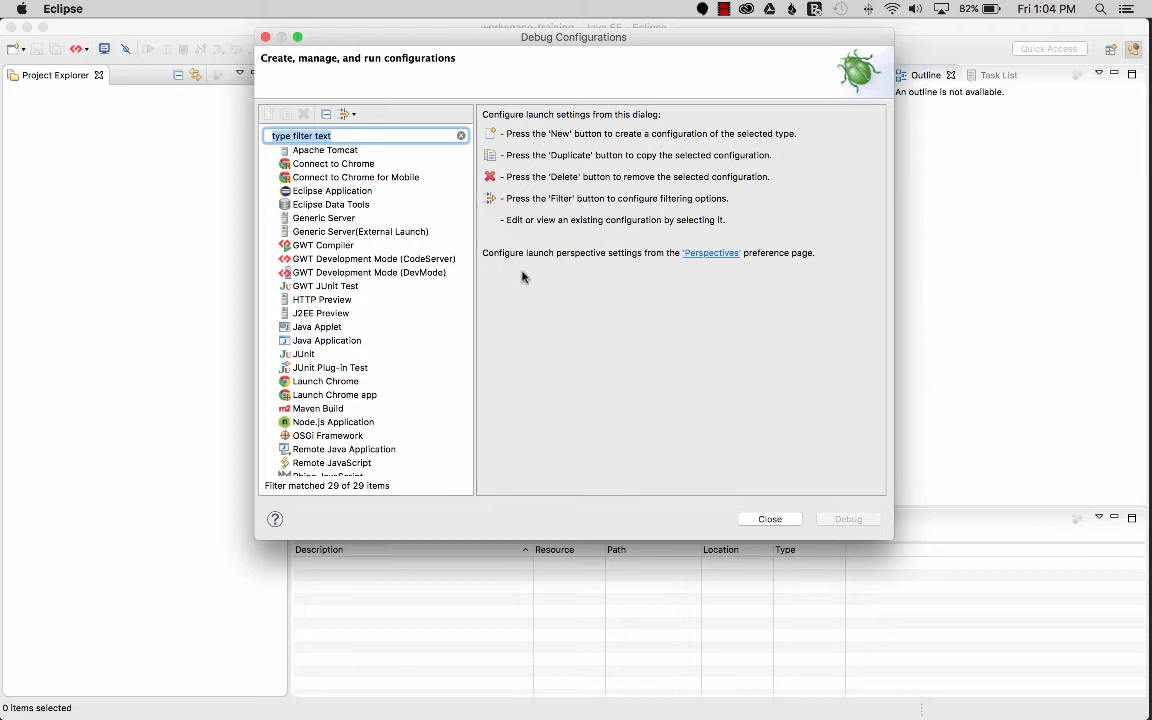 Eclipse
82%
Fri 1:04 PM
workspace-training - Java EE - Eclipse
Debug Configurations
Quick Access
Create, manage, and run configurations
Project Explorer
Outline
Task List
An outline is not available.
type filter text
Apache Tomcat
Connect to Chrome
Connect to Chrome for Mobile
Eclipse Application
Eclipse Data Tools
Generic Server
Generic Server(External Launch)
GWT Compiler
GWT Development Mode (CodeServer)
GWT Development Mode (DevMode)
GWT JUnit Test
HTTP Preview
J2EE Preview
Java Applet
Java Application
JUnit
JUnit Plug-in Test
Launch Chrome
Launch Chrome app
Maven Build
Node.js Application
OSGi Framework
Remote Java Application
Remote JavaScript
Rhino JavaScript
Filter matched 29 of 29 items
Configure launch settings from this dialog:
- Press the 'New' button to create a configuration of the selected type.
- Press the 'Duplicate' button to copy the selected configuration.
- Press the 'Delete' button to remove the selected configuration.
- Press the 'Filter' button to configure filtering options.
- Edit or view an existing configuration by selecting it.
Configure launch perspective settings from the 'Perspectives' preference page.
?
Close
Debug
Description
Resource
Path
Location
Type
0 items selected